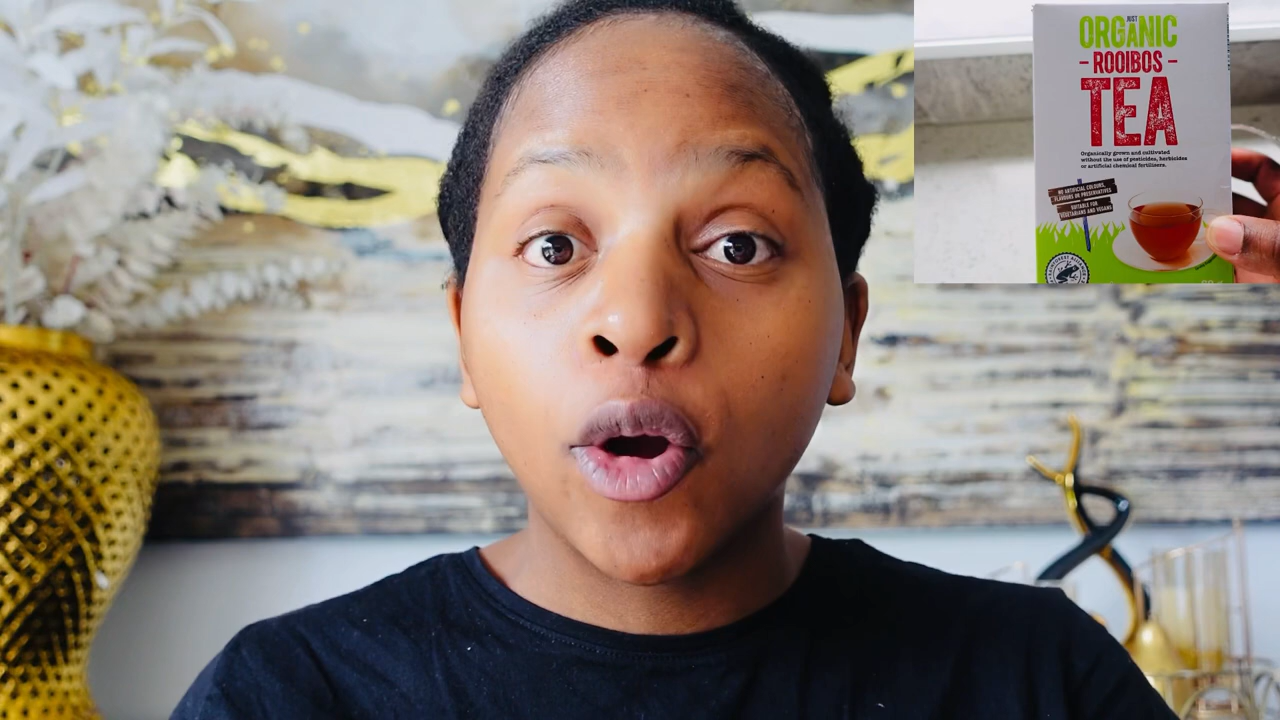 JUST
ORGANIC
- ROOIBOS -
TEA
Organically grown and cultivated
without the use of pesticides, herbicides
or artificial chemical fertilisers.
NO ARTIFICIAL COLOURS,
FLAVOURS OR PRESERVATIVES
SUITABLE FOR
VEGETARIANS AND VEGANS